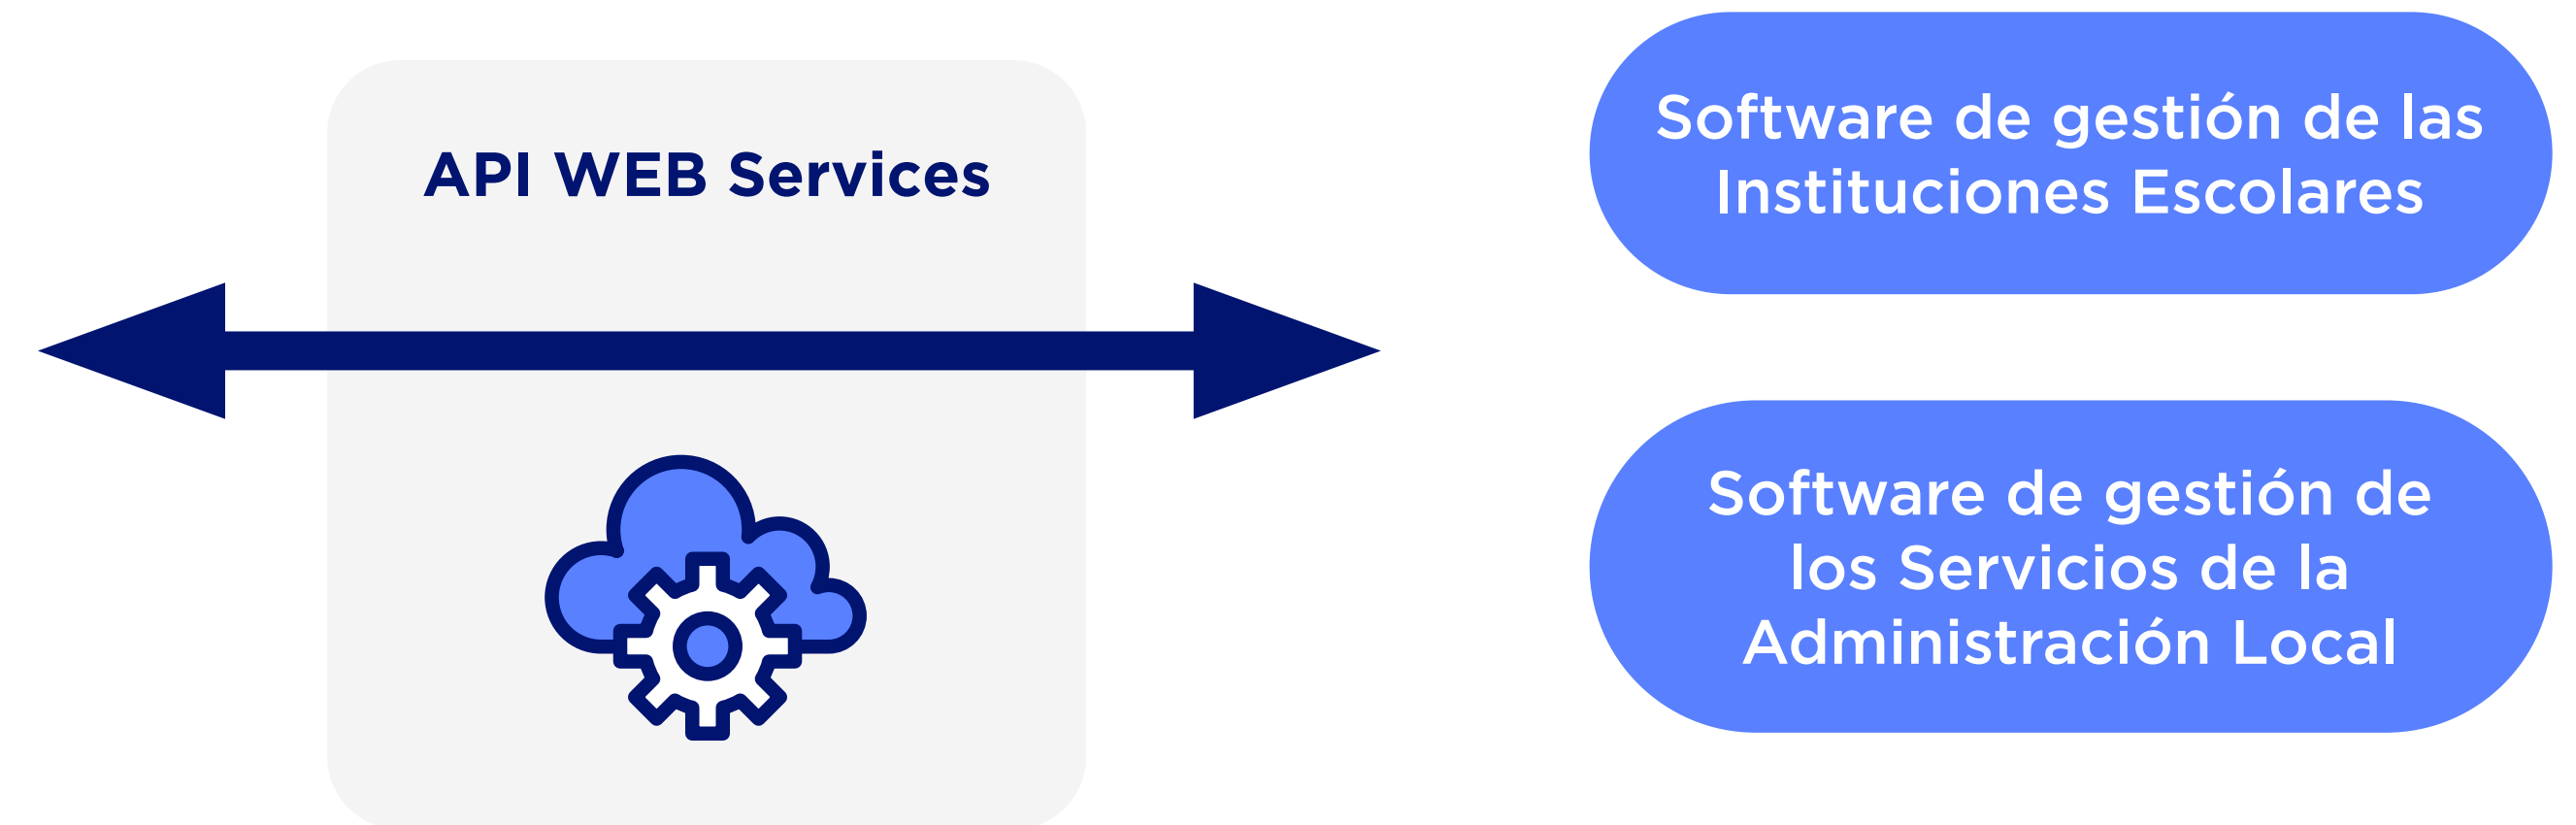 API WEB Services
Software de gestión de las
Instituciones Escolares
Software de gestión de
los Servicios de la
Administración Local